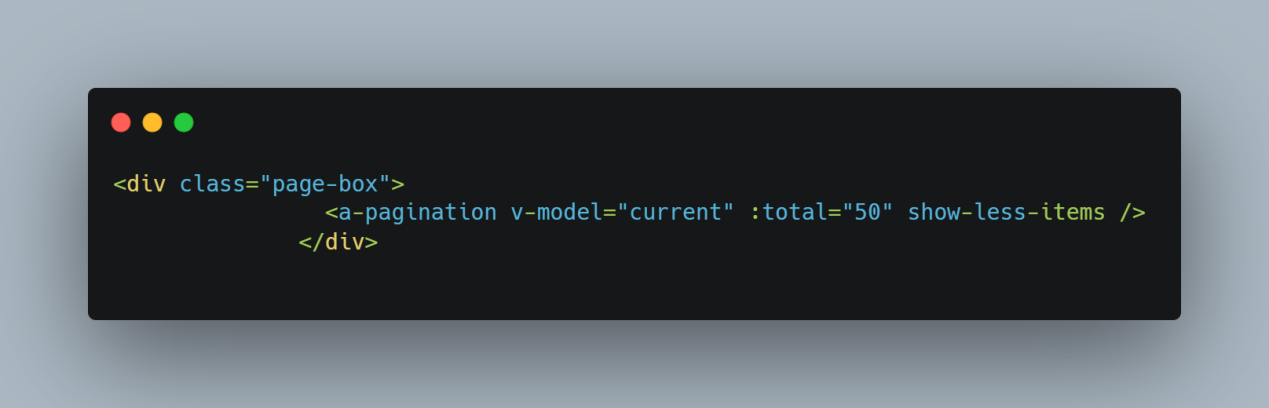 <div class="page-box">
                <a-pagination v-model="current" :total="50" show-less-items />
              </div>